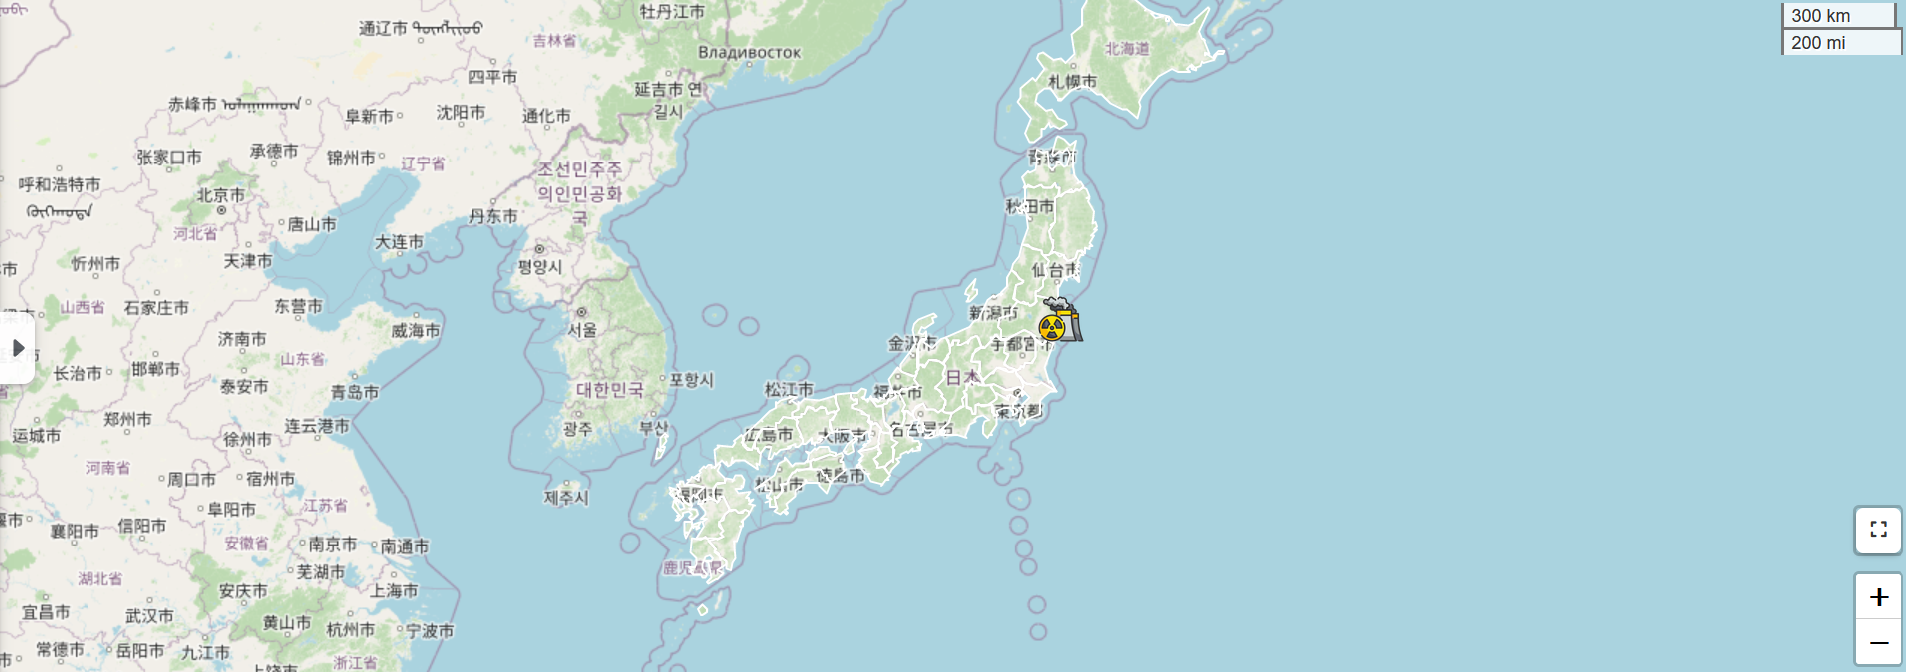 牡丹江市
通辽市
吉林省
Владивосток
北海道
300 km
200 mi
四平市
札幌市
延吉市 연
길시
赤峰市
阜新市
沈阳市
通化市
张家口市
承德市
锦州市
辽宁省
조선민주주
의인민공화
국
青森市
呼和浩特市
北京市
秋田市
唐山市
丹东市
河北省
大连市
天津市
평양시
忻州市
仙台市
山西省
石家庄市
东营市
서울
新潟市
威海市
济南市
金沢市
宇都宮市
山东省
长治市
邯郸市
泰安市
青岛市
대한민국
포항시
松江市
福井市
日本
東京都
郑州市
连云港市
运城市
徐州市
광주
부산
広島市
大阪市
名古屋市
河南省
周口市
宿州市
제주시
福岡市
松山市
徳島市
江苏省
阜阳市
襄阳市
信阳市
安徽省
南京市
南通市
湖北省
芜湖市
鹿児島県
安庆市
上海市
宜昌市
武汉市
黄山市
杭州市
宁波市
常德市
岳阳市
九江市
浙江省